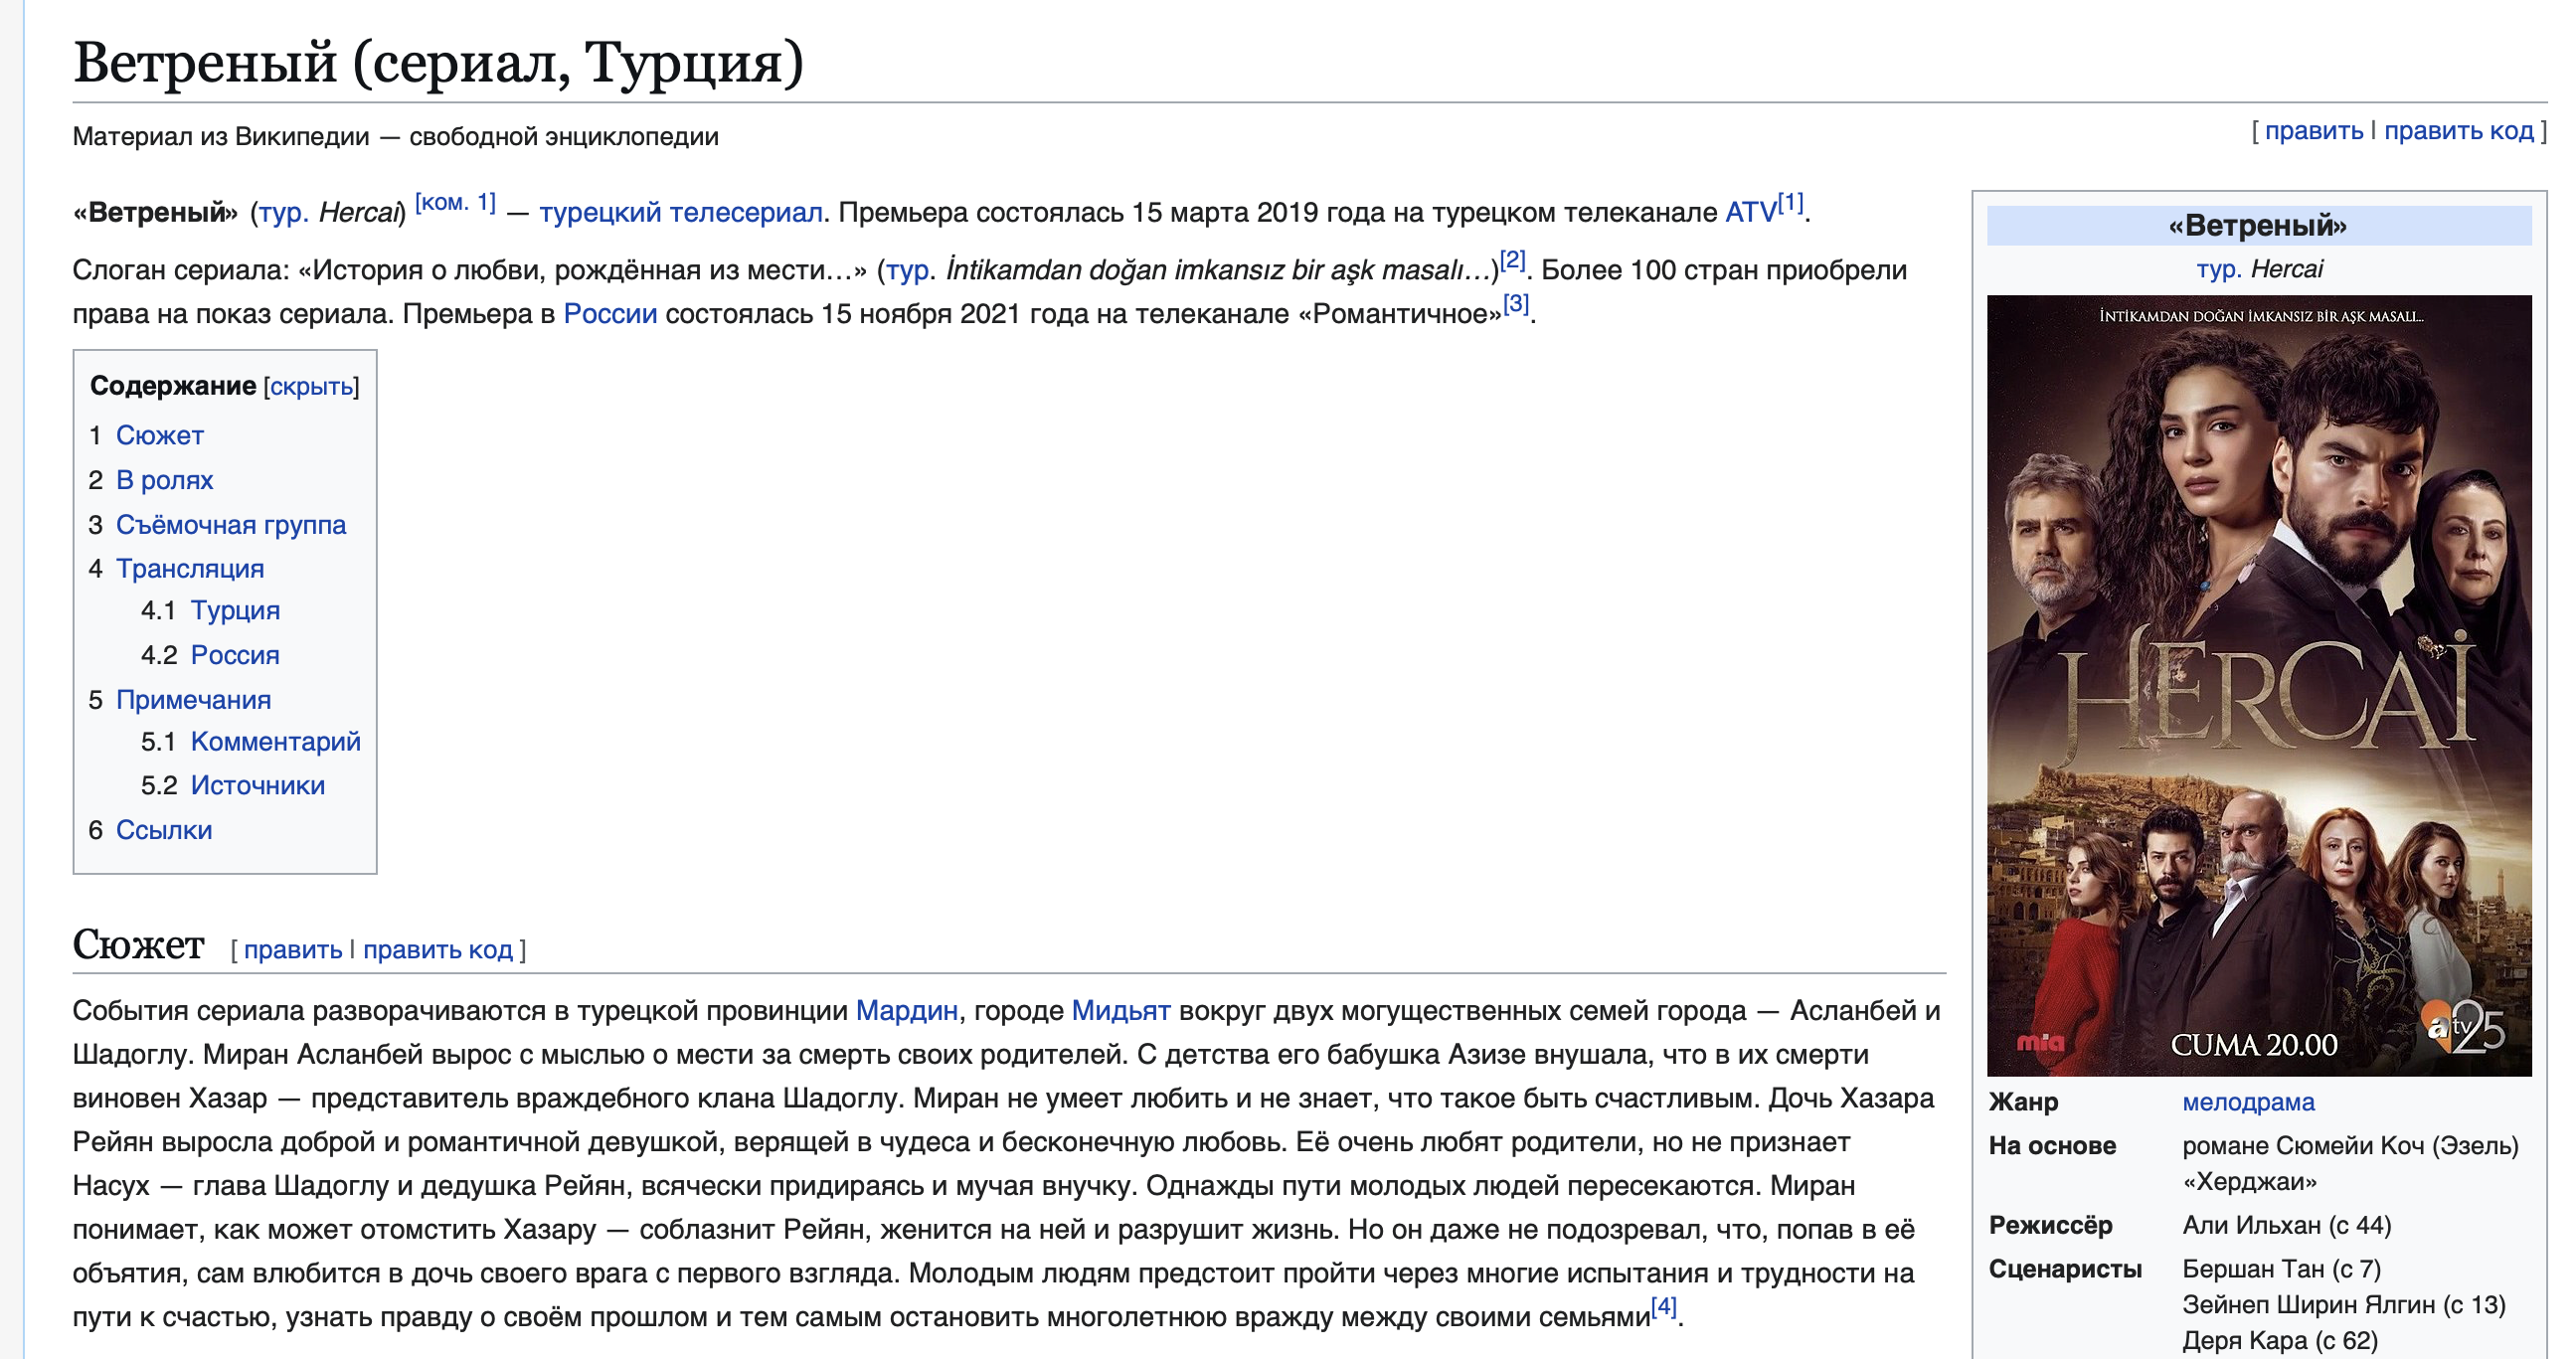 Ветреный (сериал, Турция)
Материал из Википедии — свободной энциклопедии
[ править | править код ]
«Ветреный» (тур. Hercai) [ком. 1] — турецкий телесериал. Премьера состоялась 15 марта 2019 года на турецком телеканале ATV[1].
Слоган сериала: «История о любви, рождённая из мести…» (тур. İntikamdan doğan imkansız bir aşk masalı…)[2]. Более 100 стран приобрели
права на показ сериала. Премьера в России состоялась 15 ноября 2021 года на телеканале «Романтичное»[3].
Содержание [скрыть]
1 Сюжет
2 В ролях
3 Съёмочная группа
4 Трансляция
4.1 Турция
4.2 Россия
5 Примечания
5.1 Комментарий
5.2 Источники
6 Ссылки
Сюжет [ править | править код ]
События сериала разворачиваются в турецкой провинции Мардин, городе Мидьят вокруг двух могущественных семей города — Асланбей и
Шадоглу. Миран Асланбей вырос с мыслью о мести за смерть своих родителей. С детства его бабушка Азизе внушала, что в их смерти
виновен Хазар — представитель враждебного клана Шадоглу. Миран не умеет любить и не знает, что такое быть счастливым. Дочь Хазара
Рейян выросла доброй и романтичной девушкой, верящей в чудеса и бесконечную любовь. Её очень любят родители, но не признает
Насух — глава Шадоглу и дедушка Рейян, всячески придираясь и мучая внучку. Однажды пути молодых людей пересекаются. Миран
понимает, как может отомстить Хазару — соблазнит Рейян, женится на ней и разрушит жизнь. Но он даже не подозревал, что, попав в её
объятия, сам влюбится в дочь своего врага с первого взгляда. Молодым людям предстоит пройти через многие испытания и трудности на
пути к счастью, узнать правду о своём прошлом и тем самым остановить многолетнюю вражду между своими семьями[4].
«Ветреный»
тур. Hercai
İNTİKAMDAN DOĞAN İMKANSIZ BİR AŞK MASALI...
HERCAİ
mia
CUMA 20.00
atv 25
Жанр мелодрама
На основе романе Сюмейи Коч (Эзель)
«Херджаи»
Режиссёр Али Ильхан (с 44)
Сценаристы Бершан Тан (с 7)
Зейнеп Ширин Ялгин (с 13)
Деря Кара (с 62)